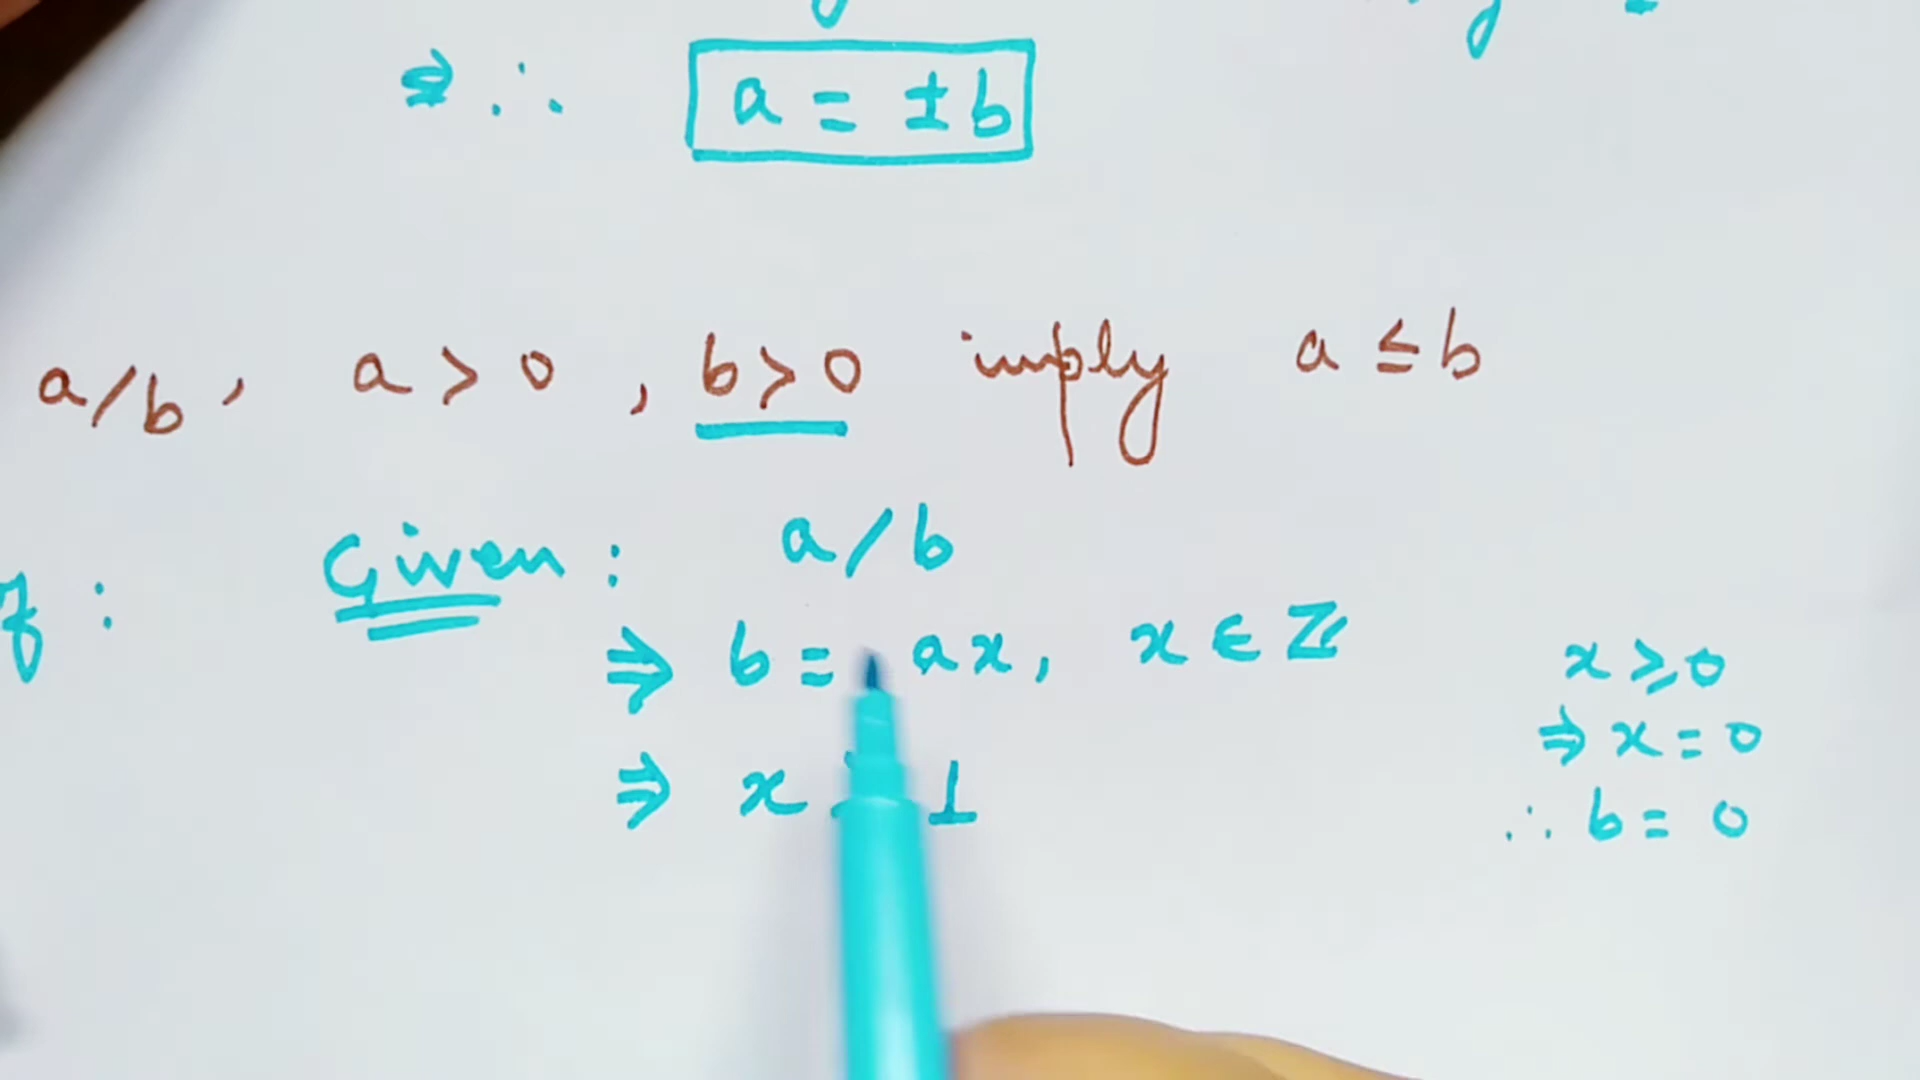 ⇒ ∴ a = ±b
a/b, a > 0, b > 0 imply a ≤ b
Given: a/b
⇒ b = ax, x ∈ ℤ
x ≥ 0
⇒ x = 0
⇒ x 1
∴ b = 0